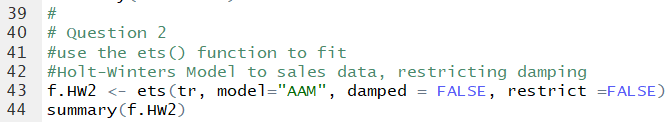 39 #
40 # Question 2
41 #use the ets() function to fit
42 #Holt-Winters Model to sales data, restricting damping
43 f.HW2 <- ets(tr, model="AAM", damped = FALSE, restrict =FALSE)
44 summary(f.HW2)